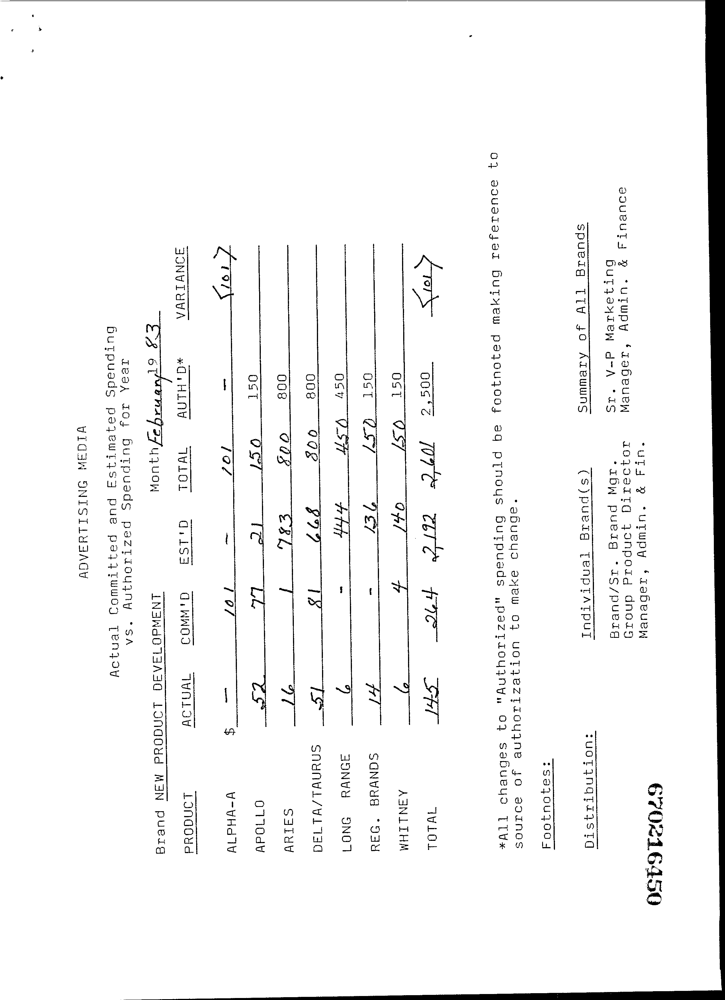 ADVERTISING MEDIA
Actual Committed and Estimated Spending
vs. Authorized Spending for Year
Brand NEW PRODUCT DEVELOPMENT Month February 19 83
PRODUCT ACTUAL COMM'D EST'D TOTAL AUTH'D* VARIANCE
ALPHA-A $ — 101 - 101 — <101>
APOLLO 52 77 21 150 150
ARIES 16 1 783 800 800
DELTA/TAURUS 51 81 668 800 800
LONG RANGE 6 - 444 450 450
REG. BRANDS 14 - 136 150 150
WHITNEY 6 4 140 150 150
TOTAL 145 264 2,192 2,601 2,500 <101>
*All changes to "Authorized" spending should be footnoted making reference to
source of authorization to make change.
Footnotes:
Distribution: Individual Brand(s) Summary of All Brands
Brand/Sr. Brand Mgr. Sr. V-P Marketing
Group Product Director Manager, Admin. & Finance
Manager, Admin. & Fin.
670216450